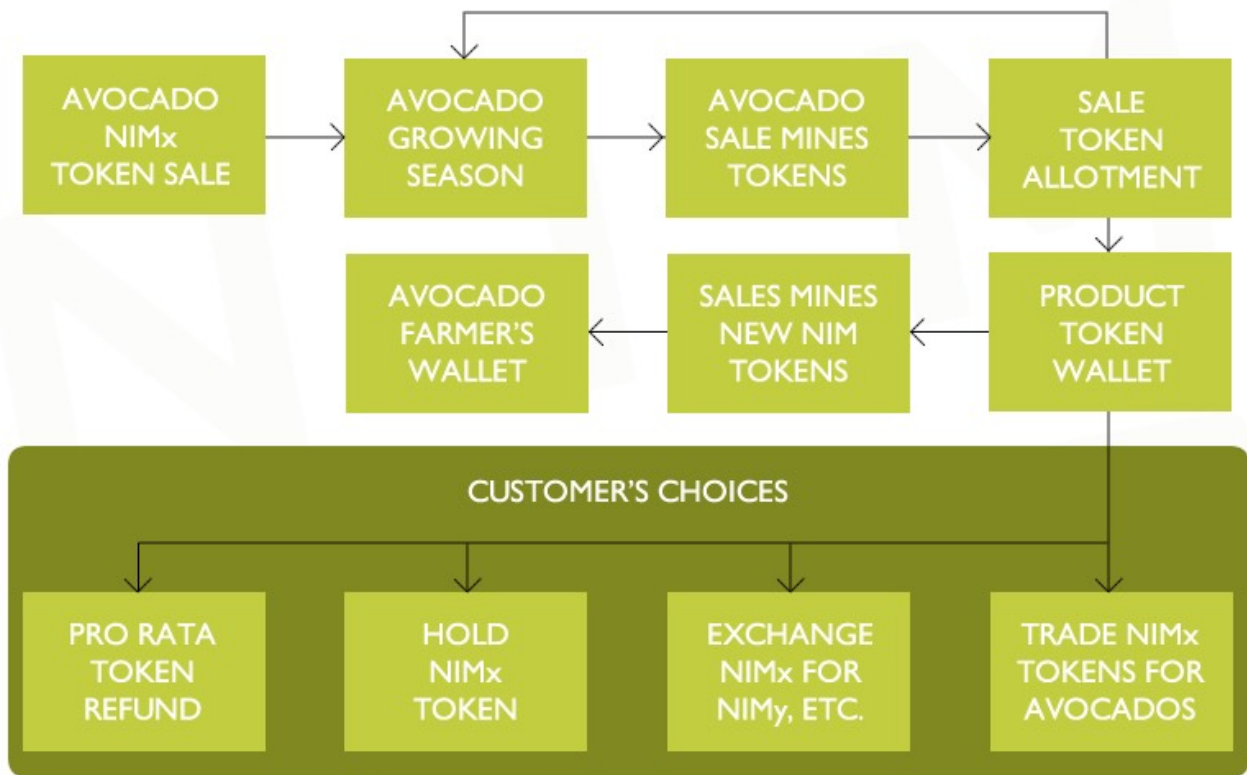 AVOCADO
NIMx
TOKEN SALE
AVOCADO
GROWING
SEASON
AVOCADO
SALE MINES
TOKENS
SALE
TOKEN
ALLOTMENT
AVOCADO
FARMER'S
WALLET
SALES MINES
NEW NIM
TOKENS
PRODUCT
TOKEN
WALLET
CUSTOMER'S CHOICES
PRO RATA
TOKEN
REFUND
HOLD
NIMx
TOKEN
EXCHANGE
NIMx FOR
NIMy, ETC.
TRADE NIMx
TOKENS FOR
AVOCADOS